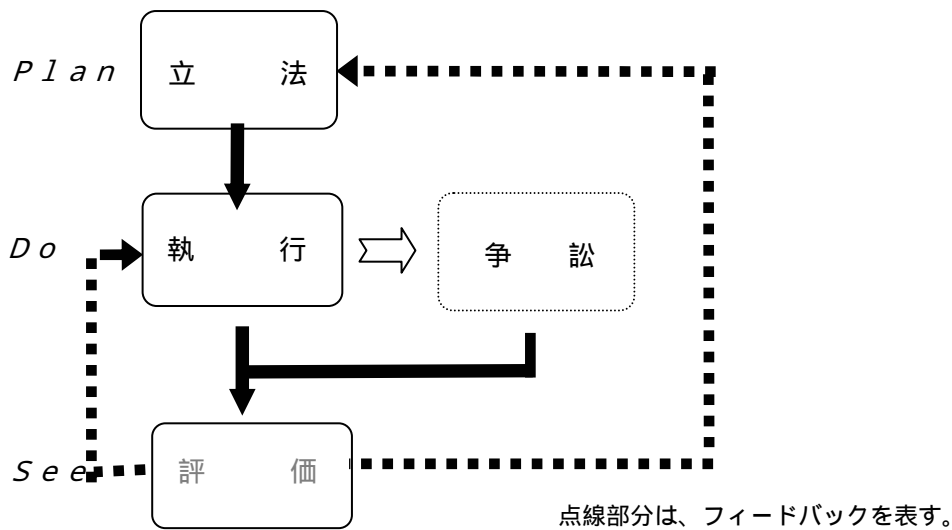 Plan
立　法
Do
執　行
争　訟
See
評　価
点線部分は、フィードバックを表す。